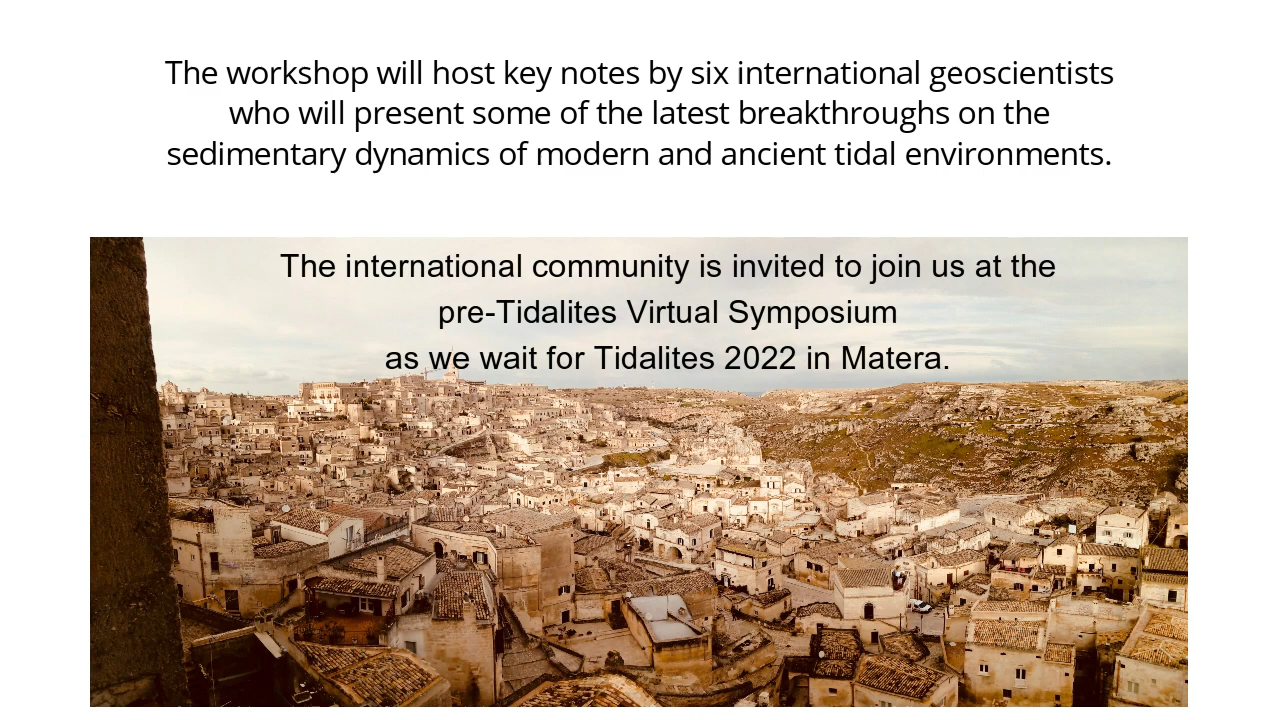 The workshop will host key notes by six international geoscientists
who will present some of the latest breakthroughs on the
sedimentary dynamics of modern and ancient tidal environments.
The international community is invited to join us at the
pre-Tidalites Virtual Symposium
as we wait for Tidalites 2022 in Matera.